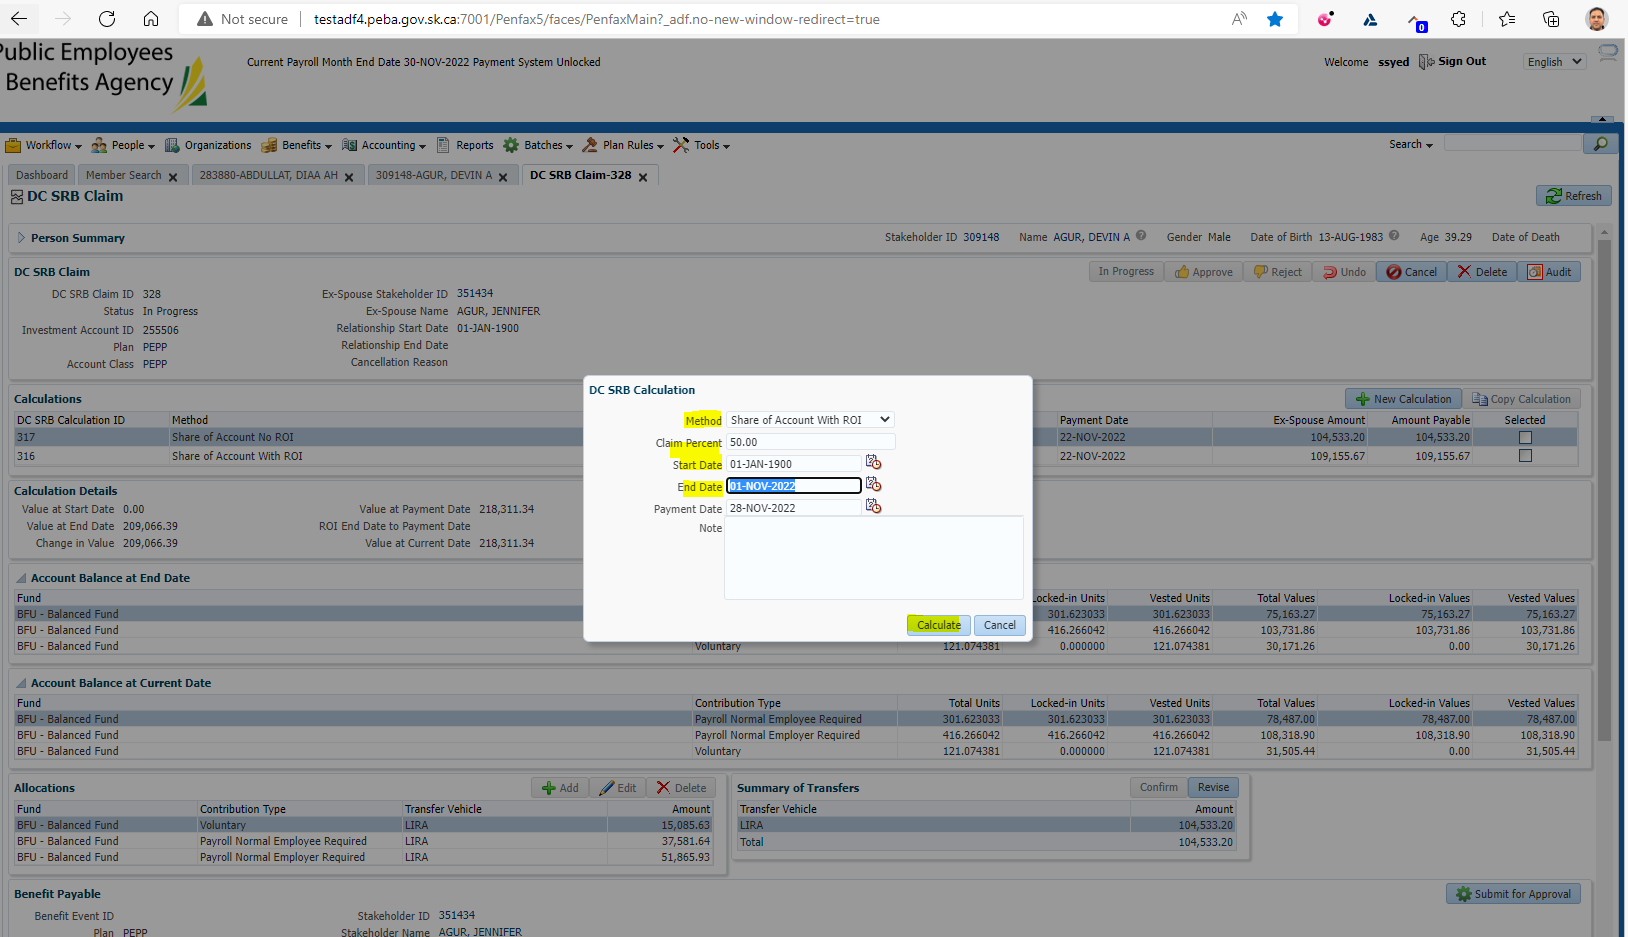 Not secure | testadf4.peba.gov.sk.ca:7001/Penfax5/faces/PenfaxMain?_adf.no-new-window-redirect=true
0
Public Employees
Benefits Agency
Current Payroll Month End Date 30-NOV-2022 Payment System Unlocked
Welcome ssyed Sign Out English
Workflow People Organizations Benefits Accounting Reports Batches Plan Rules Tools Search
Dashboard Member Search 283880-ABDULLAT, DIAA AH 309148-AGUR, DEVIN A DC SRB Claim-328
DC SRB Claim Refresh
Person Summary Stakeholder ID 309148 Name AGUR, DEVIN A Gender Male Date of Birth 13-AUG-1983 Age 39.29 Date of Death
DC SRB Claim In Progress Approve Reject Undo Cancel Delete Audit
DC SRB Claim ID 328 Ex-Spouse Stakeholder ID 351434
Status In Progress Ex-Spouse Name AGUR, JENNIFER
Investment Account ID 255506 Relationship Start Date 01-JAN-1900
Plan PEPP Relationship End Date
Account Class PEPP Cancellation Reason
Calculations New Calculation Copy Calculation
DC SRB Calculation ID Method Payment Date Ex-Spouse Amount Amount Payable Selected
317 Share of Account No ROI 22-NOV-2022 104,533.20 104,533.20
316 Share of Account With ROI 22-NOV-2022 109,155.67 109,155.67
DC SRB Calculation
Method Share of Account With ROI
Claim Percent 50.00
Start Date 01-JAN-1900
End Date 01-NOV-2022
Payment Date 28-NOV-2022
Note
Calculate Cancel
Calculation Details
Value at Start Date 0.00 Value at Payment Date 218,311.34
Value at End Date 209,066.39 ROI End Date to Payment Date
Change in Value 209,066.39 Value at Current Date 218,311.34
Account Balance at End Date
Fund Locked-in Units Vested Units Total Values Locked-in Values Vested Values
BFU - Balanced Fund 301.623033 301.623033 75,163.27 75,163.27 75,163.27
BFU - Balanced Fund 416.266042 416.266042 103,731.86 103,731.86 103,731.86
BFU - Balanced Fund Voluntary 121.074381 0.000000 121.074381 30,171.26 0.00 30,171.26
Account Balance at Current Date
Fund Contribution Type Total Units Locked-in Units Vested Units Total Values Locked-in Values Vested Values
BFU - Balanced Fund Payroll Normal Employee Required 301.623033 301.623033 301.623033 78,487.00 78,487.00 78,487.00
BFU - Balanced Fund Payroll Normal Employer Required 416.266042 416.266042 416.266042 108,318.90 108,318.90 108,318.90
BFU - Balanced Fund Voluntary 121.074381 0.000000 121.074381 31,505.44 0.00 31,505.44
Allocations Add Edit Delete
Fund Contribution Type Transfer Vehicle Amount
BFU - Balanced Fund Voluntary LIRA 15,085.63
BFU - Balanced Fund Payroll Normal Employee Required LIRA 37,581.64
BFU - Balanced Fund Payroll Normal Employer Required LIRA 51,865.93
Summary of Transfers Confirm Revise
Transfer Vehicle Amount
LIRA 104,533.20
Total 104,533.20
Benefit Payable Submit for Approval
Benefit Event ID Stakeholder ID 351434
Plan PEPP Stakeholder Name AGUR, JENNIFER